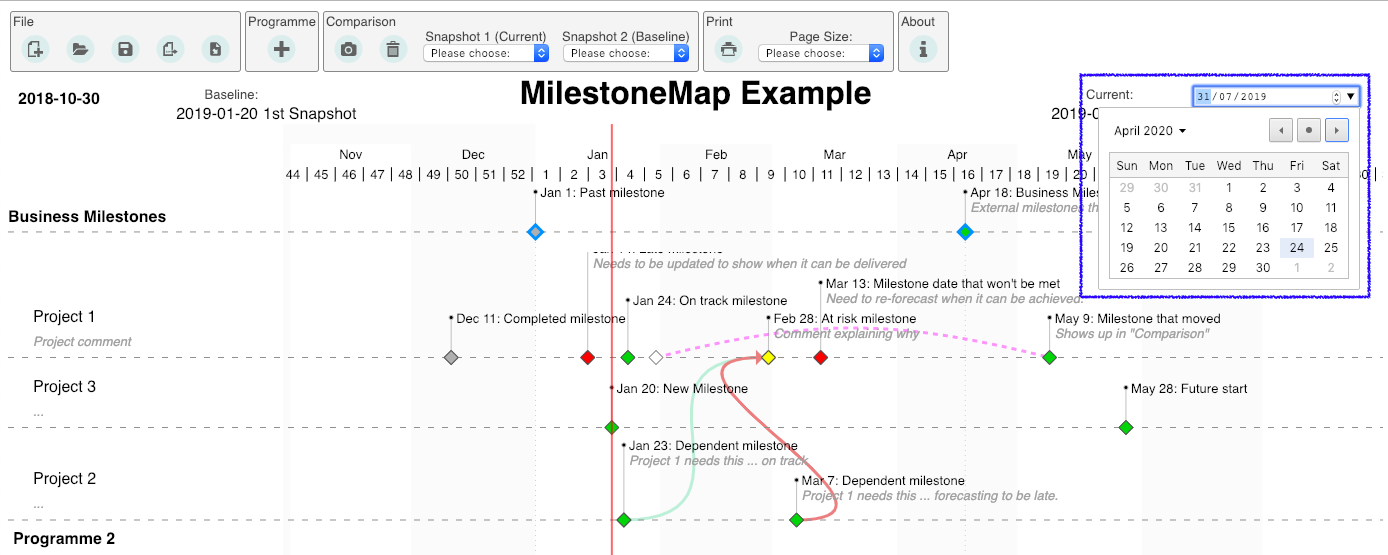 File
Programme
Comparison
Print
About
Snapshot 1 (Current)
Snapshot 2 (Baseline)
Page Size:
Please choose:
Please choose:
Please choose:
2018-10-30
Baseline:
2019-01-20 1st Snapshot
MilestoneMap Example
Current:
31/07/2019
2019-0
April 2020
Sun Mon Tue Wed Thu Fri Sat
29 30 31 1 2 3 4
5 6 7 8 9 10 11
12 13 14 15 16 17 18
19 20 21 22 23 24 25
26 27 28 29 30 1 2
Nov Dec Jan Feb Mar Apr May
44 45 46 47 48 49 50 51 52 1 2 3 4 5 6 7 8 9 10 11 12 13 14 15 16 17 18 19 20
Jan 1: Past milestone
Apr 18: Business Miles
External milestones th
Business Milestones
Needs to be updated to show when it can be delivered
Mar 13: Milestone date that won't be met
Need to re-forecast when it can be achieved.
Jan 24: On track milestone
Project 1
Project comment
Dec 11: Completed milestone
Feb 28: At risk milestone
Comment explaining why
May 9: Milestone that moved
Shows up in "Comparison"
Project 3
...
Jan 20: New Milestone
May 28: Future start
Jan 23: Dependent milestone
Project 1 needs this ... on track
Project 2
...
Mar 7: Dependent milestone
Project 1 needs this ... forecasting to be late.
Programme 2